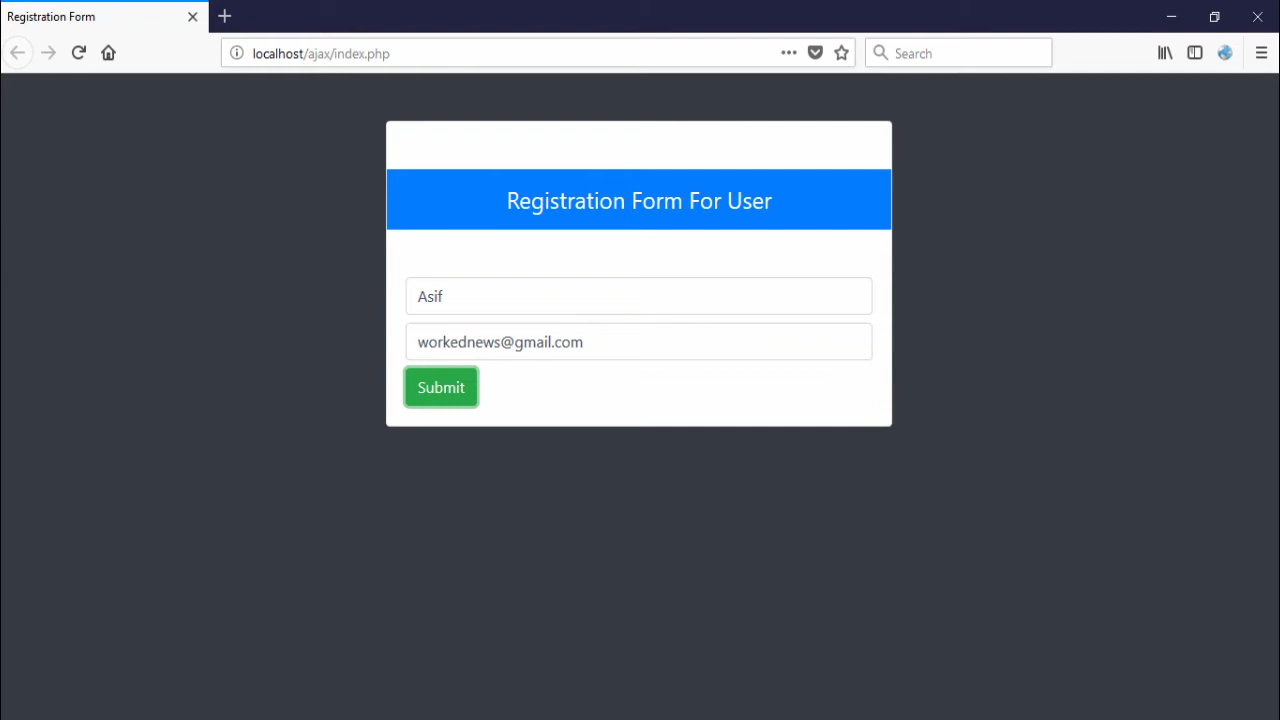 Registration Form
localhost/ajax/index.php
Search
Registration Form For User
Asif
workednews@gmail.com
Submit